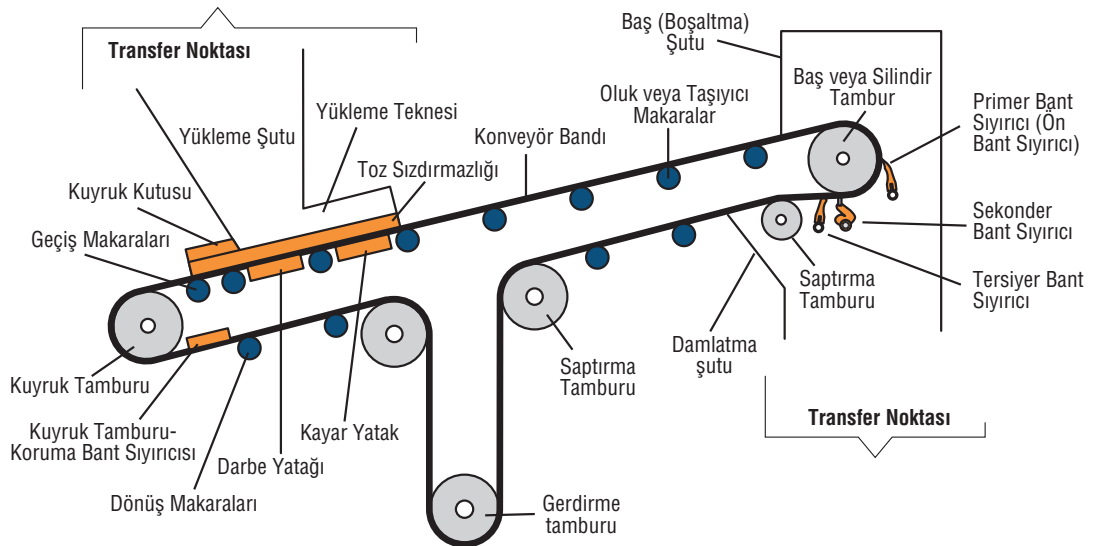 Transfer Noktası
Yükleme Şutu
Yükleme Teknesi
Toz Sızdırmazlığı
Kuyruk Kutusu
Geçiş Makaraları
Konveyör Bandı
Oluk veya Taşıyıcı
Makaralar
Baş (Boşaltma)
Şutu
Baş veya Silindir
Tambur
Primer Bant
Sıyırıcı (Ön
Bant Sıyırıcı)
Sekonder
Bant Sıyırıcı
Tersiyer Bant
Sıyırıcı
Saptırma
Tamburu
Damlatma
şutu
Saptırma
Tamburu
Kuyruk Tamburu
Kuyruk Tamburu-
Koruma Bant Sıyırıcısı
Dönüş Makaraları
Darbe Yatağı
Kayar Yatak
Gerdirme
tamburu
Transfer Noktası